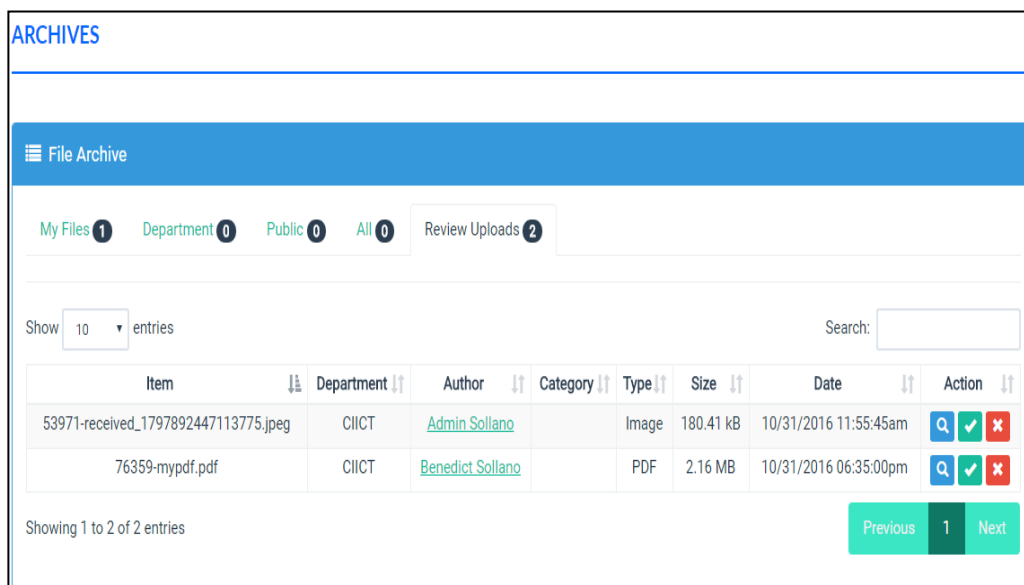 ARCHIVES
File Archive
My Files 1 Department 0 Public 0 All 0 Review Uploads 2
Show 10 entries Search:
Item Department Author Category Type Size Date Action
53971-received_1797892447113775.jpeg CIICT Admin Sollano Image 180.41 kB 10/31/2016 11:55:45am
76359-mypdf.pdf CIICT Benedict Sollano PDF 2.16 MB 10/31/2016 06:35:00pm
Showing 1 to 2 of 2 entries Previous 1 Next